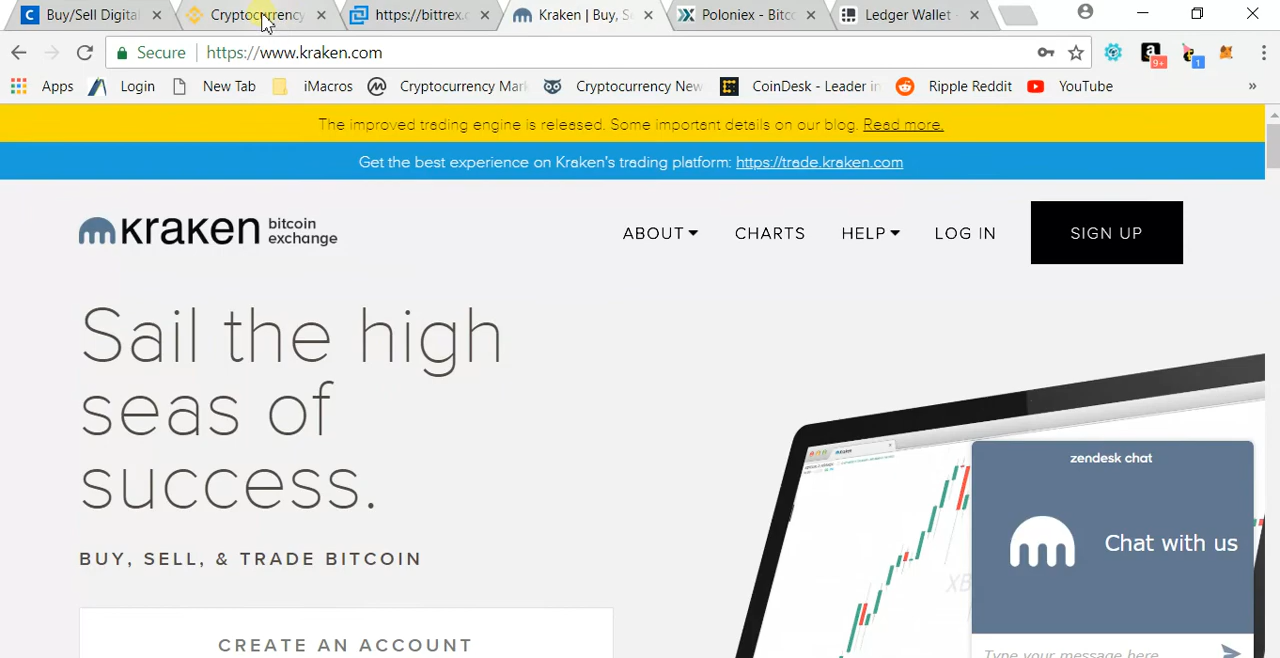 Buy/Sell Digital
Cryptocurrency
https://bittrex.c
Kraken | Buy, S
Poloniex - Bitc
Ledger Wallet -
Secure
https://www.kraken.com
9+
1
Apps
Login
New Tab
iMacros
Cryptocurrency Mar
Cryptocurrency New
CoinDesk - Leader in
Ripple Reddit
YouTube
»
The improved trading engine is released. Some important details on our blog. Read more.
Get the best experience on Kraken's trading platform: https://trade.kraken.com
kraken bitcoin
exchange
ABOUT
CHARTS
HELP
LOG IN
SIGN UP
Sail the high
seas of
success.
BUY, SELL, & TRADE BITCOIN
CREATE AN ACCOUNT
zendesk chat
Chat with us
Type your message here